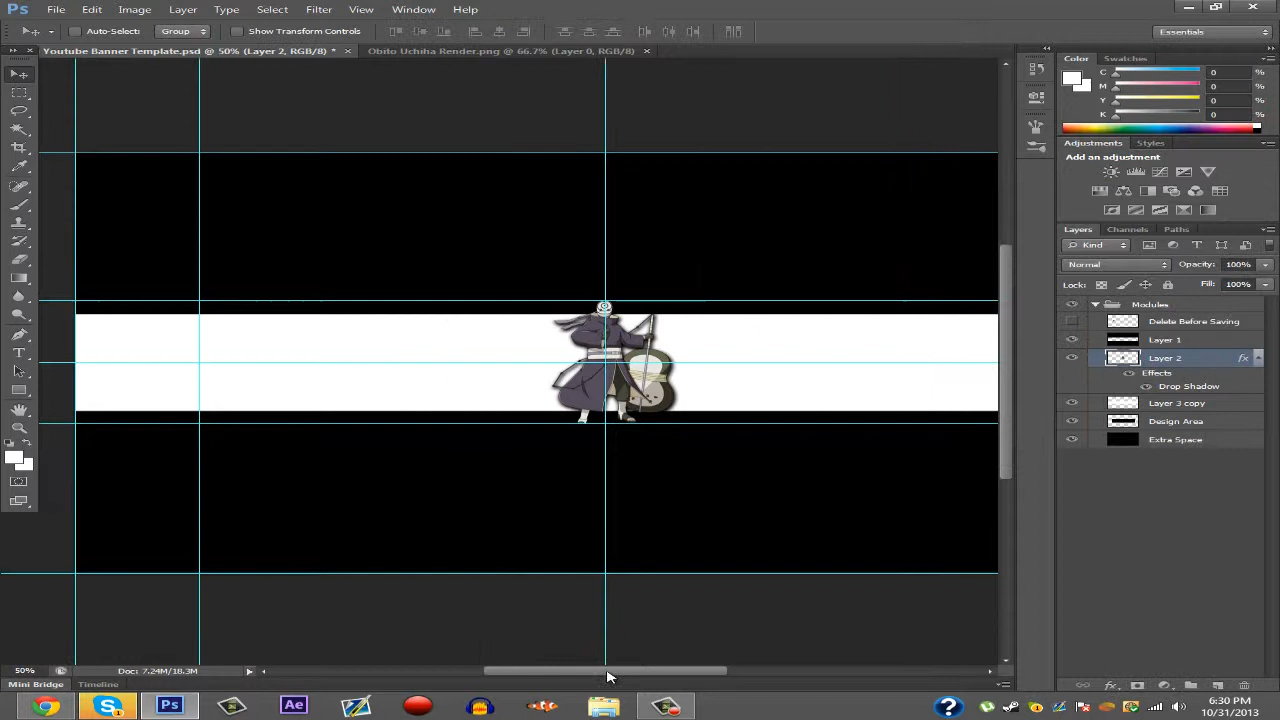 Ps File Edit Image Layer Type Select Filter View Window Help
Auto-Select: Group Show Transform Controls Essentials
Youtube Banner Template.psd @ 50% (Layer 2, RGB/8) * × Obito Uchiha Render.png @ 66.7% (Layer 0, RGB/8) ×
Color Swatches
C 0 %
M 0 %
Y 0 %
K 0 %
Adjustments Styles
Add an adjustment
Layers Channels Paths
Kind
Normal Opacity: 100%
Lock: Fill: 100%
Modules
Delete Before Saving
Layer 1
Layer 2 fx
Effects
Drop Shadow
Layer 3 copy
Design Area
Extra Space
50% Doc: 7.24M/18.3M
Mini Bridge Timeline
Ps Ae
6:30 PM
10/31/2013